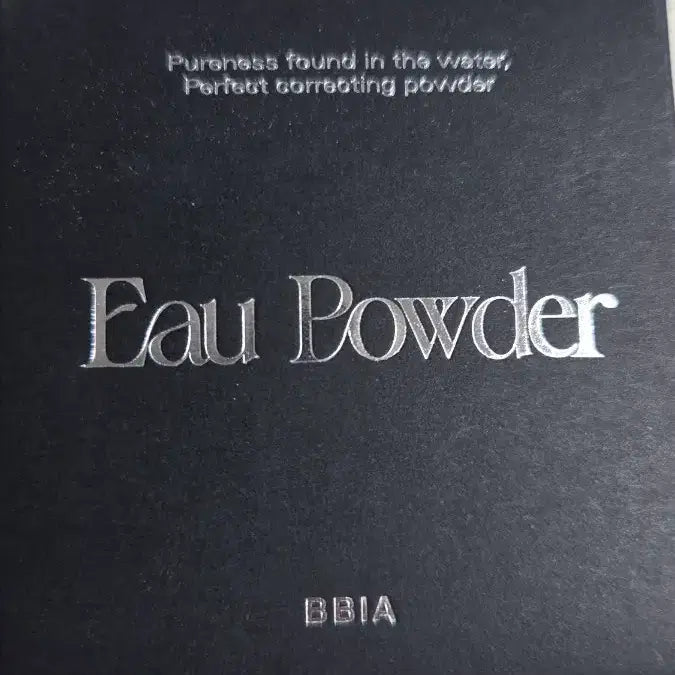 Pureness found in the water,
Perfect correcting powder
Eau Powder
BBIA